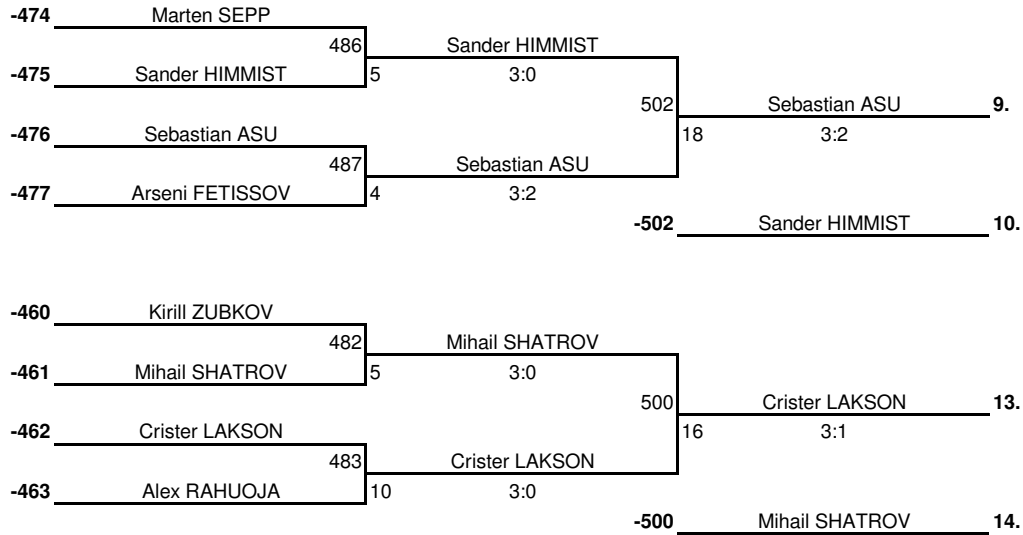 -474 Marten SEPP
486 Sander HIMMIST
-475 Sander HIMMIST 5 3:0
502 Sebastian ASU 9.
-476 Sebastian ASU 18 3:2
487 Sebastian ASU
-477 Arseni FETISSOV 4 3:2
-502 Sander HIMMIST 10.
-460 Kirill ZUBKOV
482 Mihail SHATROV
-461 Mihail SHATROV 5 3:0
500 Crister LAKSON 13.
-462 Crister LAKSON 16 3:1
483 Crister LAKSON
-463 Alex RAHUOJA 10 3:0
-500 Mihail SHATROV 14.